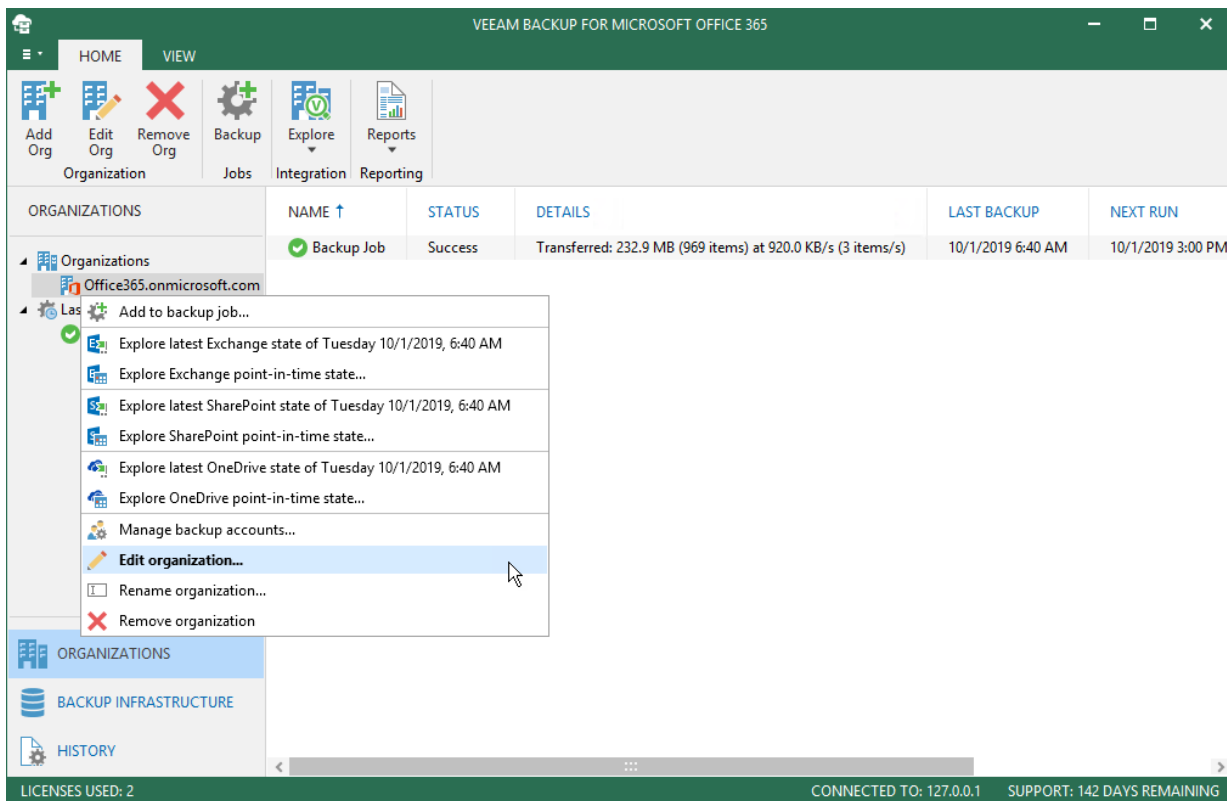 VEEAM BACKUP FOR MICROSOFT OFFICE 365
HOME VIEW
Add Org
Edit Org
Remove Org
Backup
Explore
Reports
Organization Jobs Integration Reporting
ORGANIZATIONS
NAME STATUS DETAILS LAST BACKUP NEXT RUN
Backup Job Success Transferred: 232.9 MB (969 items) at 920.0 KB/s (3 items/s) 10/1/2019 6:40 AM 10/1/2019 3:00 PM
Organizations
Office365.onmicrosoft.com
Las
Add to backup job...
Explore latest Exchange state of Tuesday 10/1/2019, 6:40 AM
Explore Exchange point-in-time state...
Explore latest SharePoint state of Tuesday 10/1/2019, 6:40 AM
Explore SharePoint point-in-time state...
Explore latest OneDrive state of Tuesday 10/1/2019, 6:40 AM
Explore OneDrive point-in-time state...
Manage backup accounts...
Edit organization...
Rename organization...
Remove organization
ORGANIZATIONS
BACKUP INFRASTRUCTURE
HISTORY
LICENSES USED: 2 CONNECTED TO: 127.0.0.1 SUPPORT: 142 DAYS REMAINING